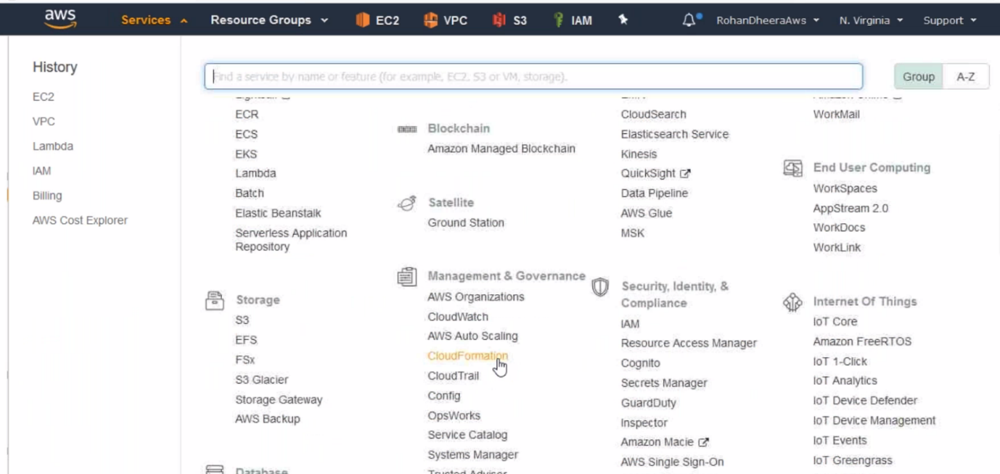 aws
Services
Resource Groups
EC2
VPC
S3
IAM
RohanDheeraAws
N. Virginia
Support
History
EC2
VPC
Lambda
IAM
Billing
AWS Cost Explorer
Find a service by name or feature (for example, EC2, S3 or VM, storage).
Group
A-Z
ECR
ECS
EKS
Lambda
Batch
Elastic Beanstalk
Serverless Application
Repository
Storage
S3
EFS
FSx
S3 Glacier
Storage Gateway
AWS Backup
Database
Blockchain
Amazon Managed Blockchain
Satellite
Ground Station
Management & Governance
AWS Organizations
CloudWatch
AWS Auto Scaling
CloudFormation
CloudTrail
Config
OpsWorks
Service Catalog
Systems Manager
Trusted Advisor
CloudSearch
Elasticsearch Service
Kinesis
QuickSight
Data Pipeline
AWS Glue
MSK
Security, Identity, &
Compliance
IAM
Resource Access Manager
Cognito
Secrets Manager
GuardDuty
Inspector
Amazon Macie
AWS Single Sign-On
WorkMail
End User Computing
WorkSpaces
AppStream 2.0
WorkDocs
WorkLink
Internet Of Things
IoT Core
Amazon FreeRTOS
IoT 1-Click
IoT Analytics
IoT Device Defender
IoT Device Management
IoT Events
IoT Greengrass